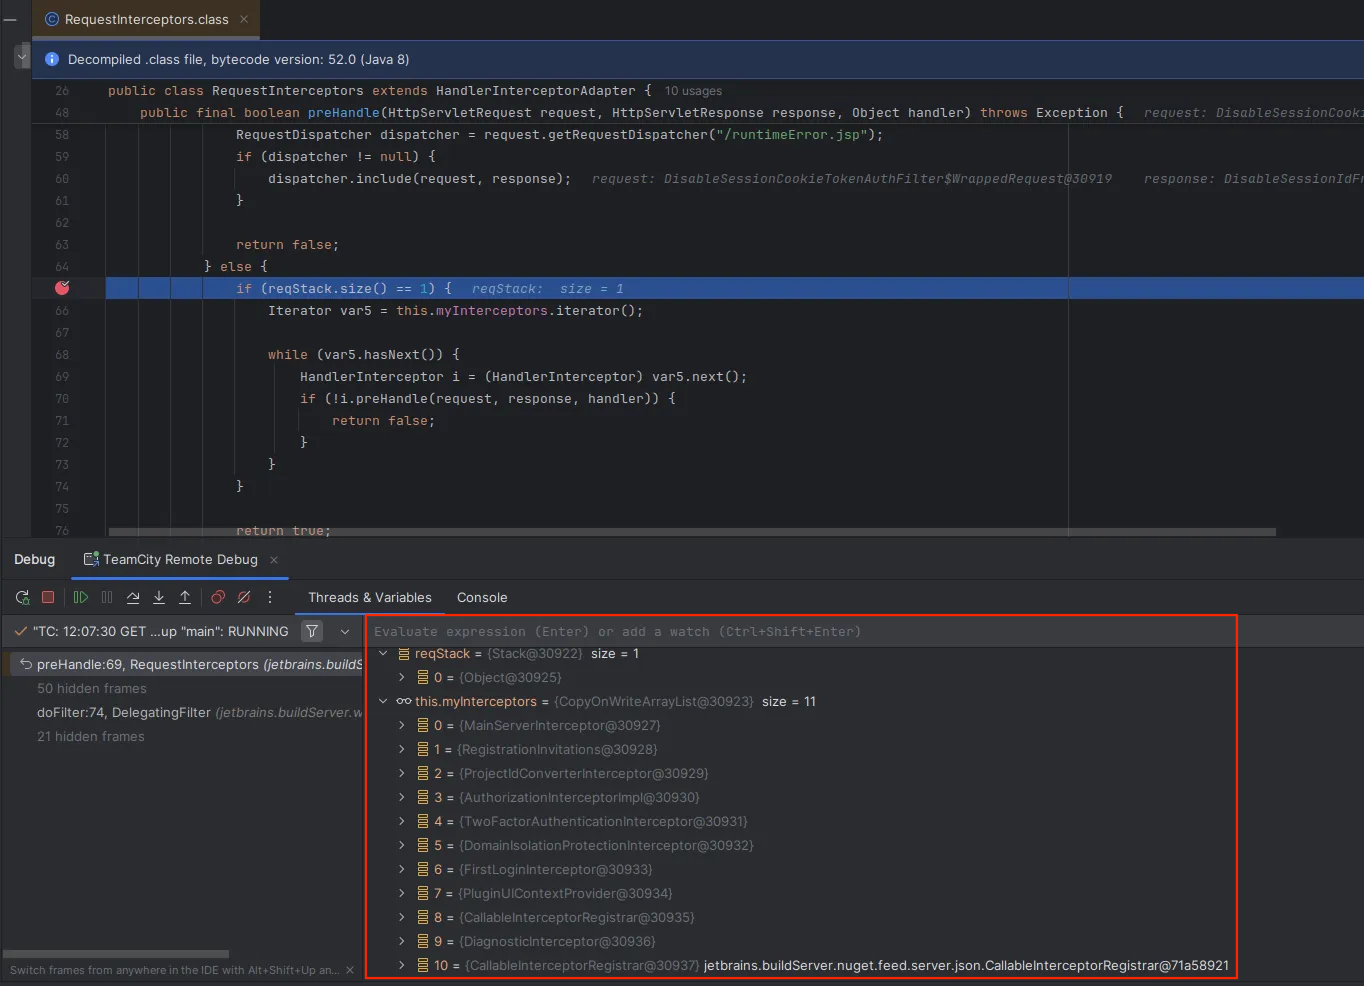 RequestInterceptors.class
Decompiled .class file, bytecode version: 52.0 (Java 8)
26 public class RequestInterceptors extends HandlerInterceptorAdapter { 10 usages
48 public final boolean preHandle(HttpServletRequest request, HttpServletResponse response, Object handler) throws Exception { request: DisableSessionCooki
58 RequestDispatcher dispatcher = request.getRequestDispatcher("/runtimeError.jsp");
59 if (dispatcher != null) {
60 dispatcher.include(request, response); request: DisableSessionCookieTokenAuthFilter$WrappedRequest@30919 response: DisableSessionIdFr
61 }
62
63 return false;
64 } else {
if (reqStack.size() == 1) { reqStack: size = 1
66 Iterator var5 = this.myInterceptors.iterator();
67
68 while (var5.hasNext()) {
69 HandlerInterceptor i = (HandlerInterceptor) var5.next();
70 if (!i.preHandle(request, response, handler)) {
71 return false;
72 }
73 }
74 }
75
76 return true;
Debug TeamCity Remote Debug
Threads & Variables Console
"TC: 12:07:30 GET ...up "main": RUNNING
Evaluate expression (Enter) or add a watch (Ctrl+Shift+Enter)
preHandle:69, RequestInterceptors (jetbrains.buildS
50 hidden frames
doFilter:74, DelegatingFilter (jetbrains.buildServer.w
21 hidden frames
reqStack = {Stack@30922} size = 1
0 = {Object@30925}
this.myInterceptors = {CopyOnWriteArrayList@30923} size = 11
0 = {MainServerInterceptor@30927}
1 = {RegistrationInvitations@30928}
2 = {ProjectIdConverterInterceptor@30929}
3 = {AuthorizationInterceptorImpl@30930}
4 = {TwoFactorAuthenticationInterceptor@30931}
5 = {DomainIsolationProtectionInterceptor@30932}
6 = {FirstLoginInterceptor@30933}
7 = {PluginUIContextProvider@30934}
8 = {CallableInterceptorRegistrar@30935}
9 = {DiagnosticInterceptor@30936}
10 = {CallableInterceptorRegistrar@30937} jetbrains.buildServer.nuget.feed.server.json.CallableInterceptorRegistrar@71a58921
Switch frames from anywhere in the IDE with Alt+Shift+Up an...